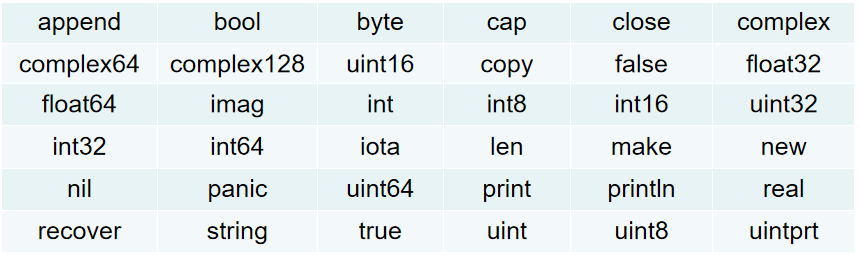 append bool byte cap close complex
complex64 complex128 uint16 copy false float32
float64 imag int int8 int16 uint32
int32 int64 iota len make new
nil panic uint64 print println real
recover string true uint uint8 uintprt